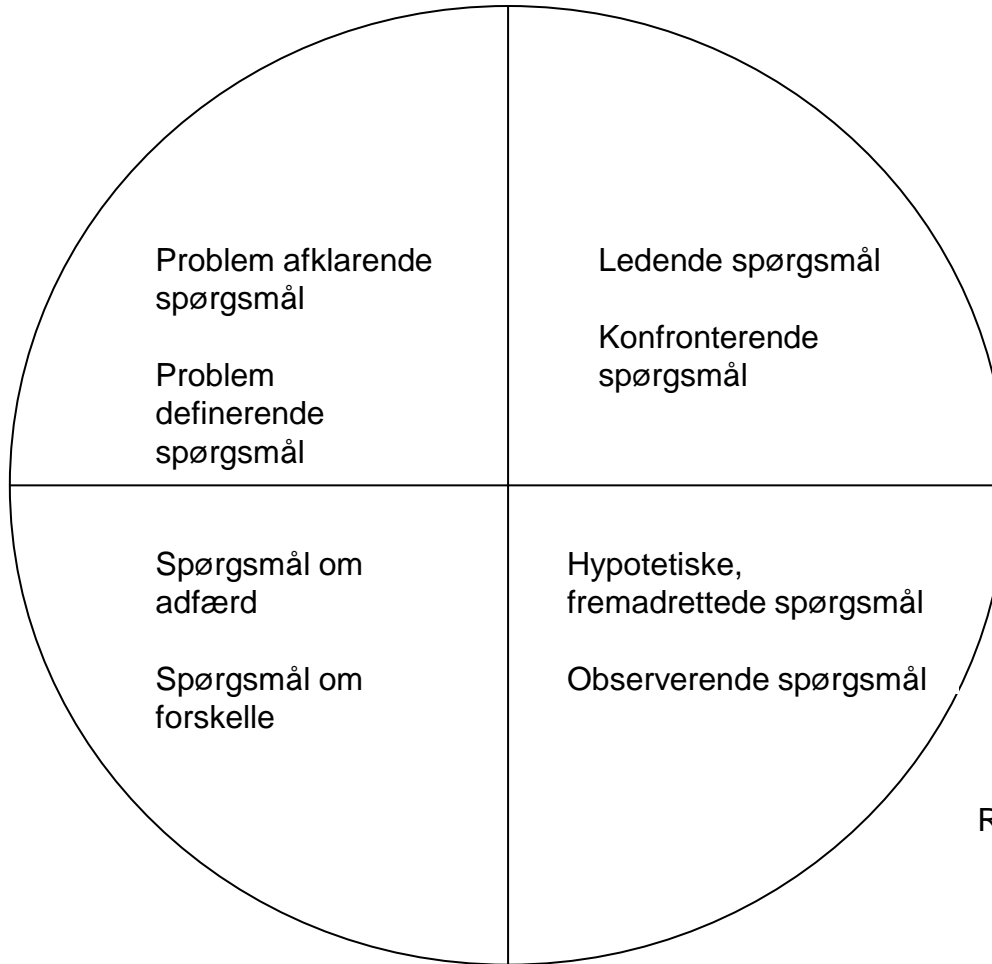 Problem afklarende
spørgsmål
Problem
definerende
spørgsmål
Ledende spørgsmål
Konfronterende
spørgsmål
Spørgsmål om
adfærd
Spørgsmål om
forskelle
Hypotetiske,
fremadrettede spørgsmål
Observerende spørgsmål
R